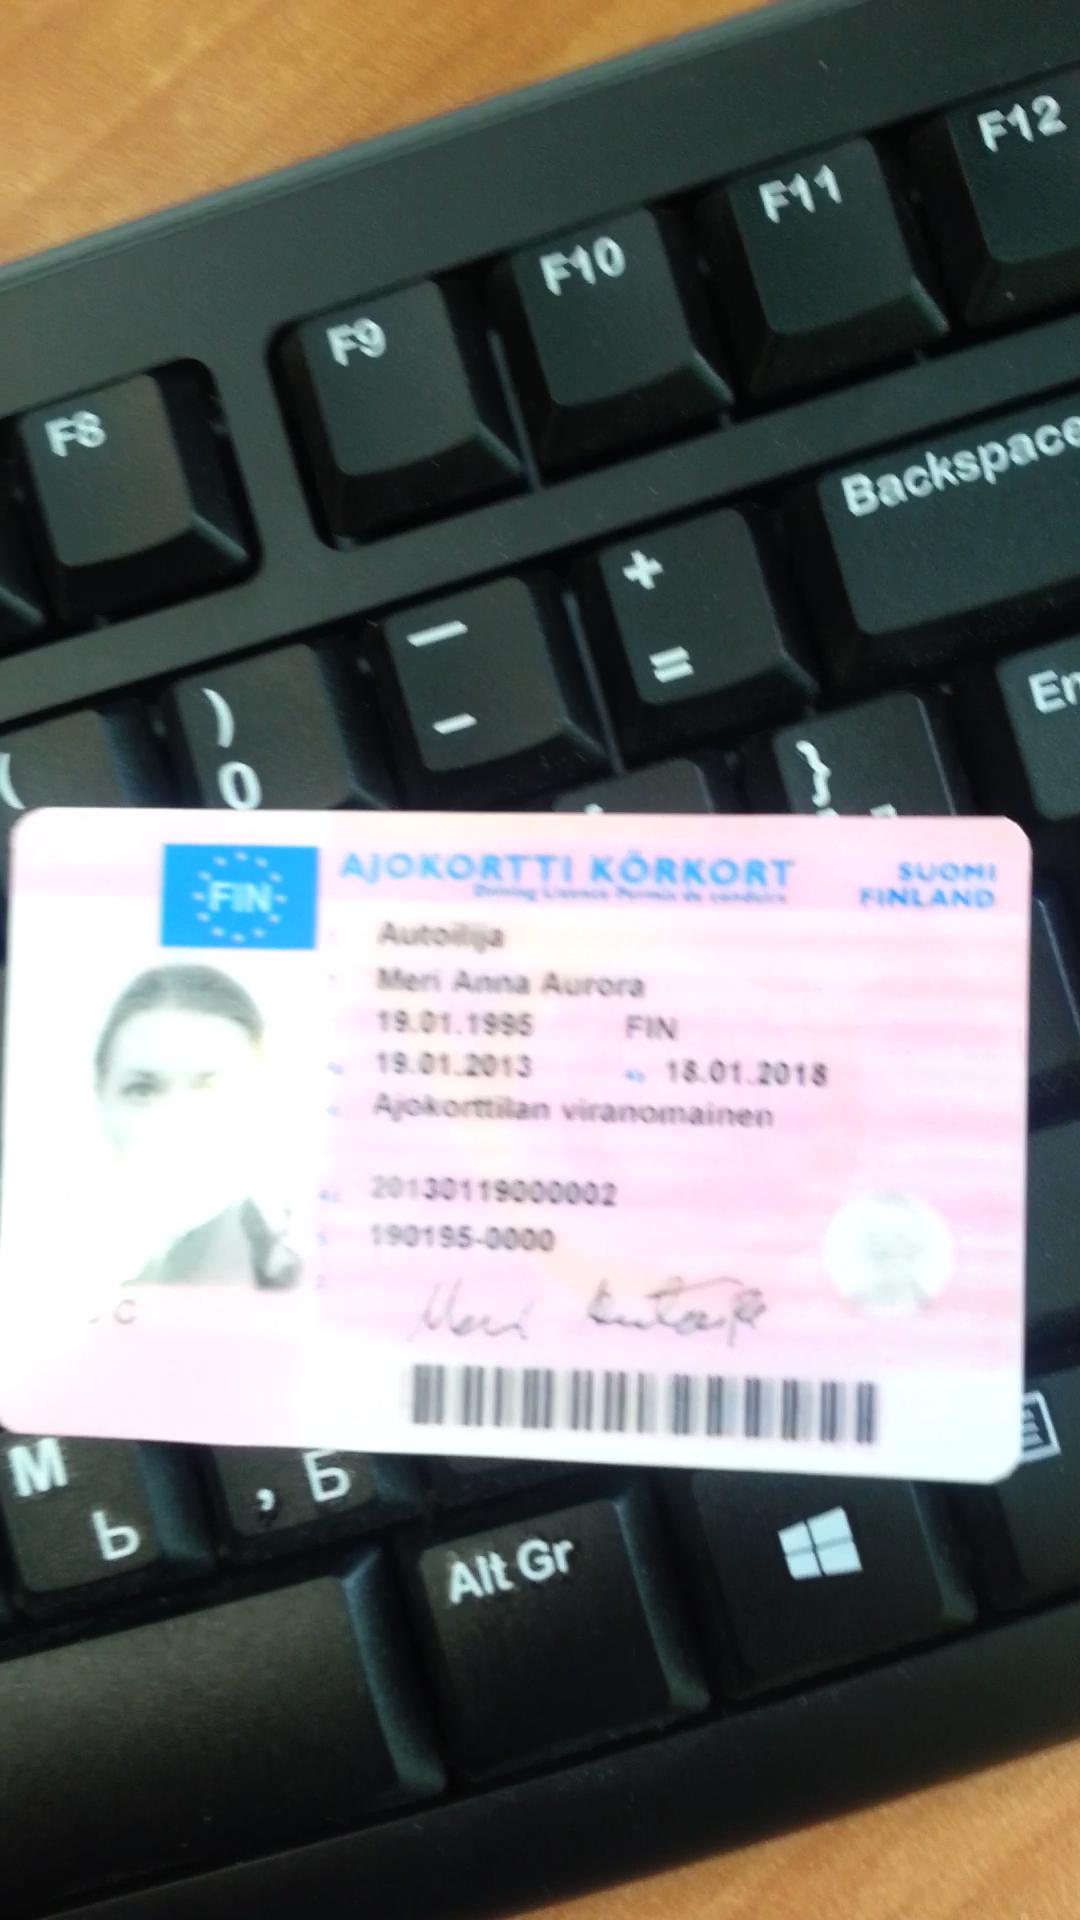 F12
F11
F10
F9
F8
Backspace
+
=
—
-
)
0
(
}
En
FIN
AJOKORTTI KÖRKORT
SUOMI
FINLAND
Driving Licence Permis de conduire
Autoilija
Meri Anna Aurora
19.01.1995 FIN
19.01.2013 18.01.2018
Ajokorttilan viranomainen
20130119000002
190195-0000
Meri Autoilija
C
M
Ь
, Б
Alt Gr